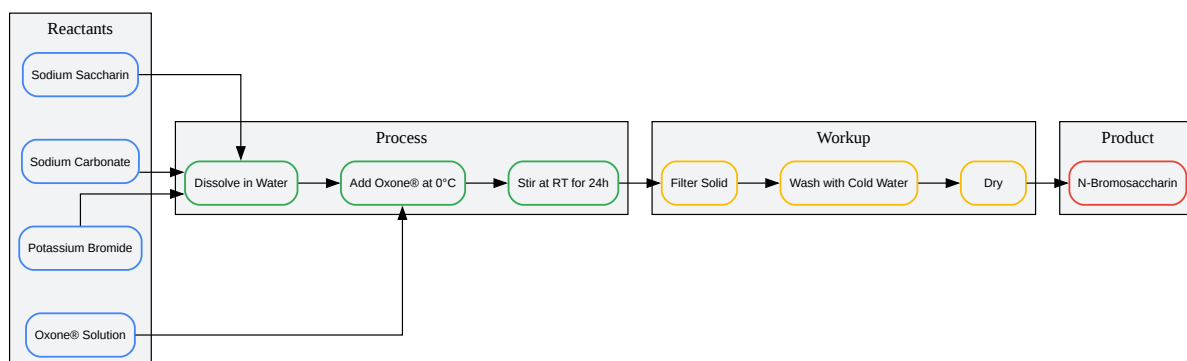 Reactants
Sodium Saccharin
Sodium Carbonate
Potassium Bromide
Oxone® Solution
Process
Dissolve in Water
Add Oxone® at 0°C
Stir at RT for 24h
Workup
Filter Solid
Wash with Cold Water
Dry
Product
N-Bromosaccharin